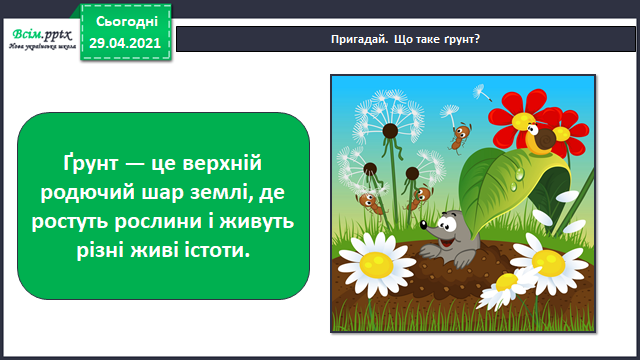 Всім.pptx
Нова українська школа
Сьогодні
29.04.2021
Пригадай. Що таке ґрунт?
Ґрунт — це верхній
родючий шар землі, де
ростуть рослини і живуть
різні живі істоти.